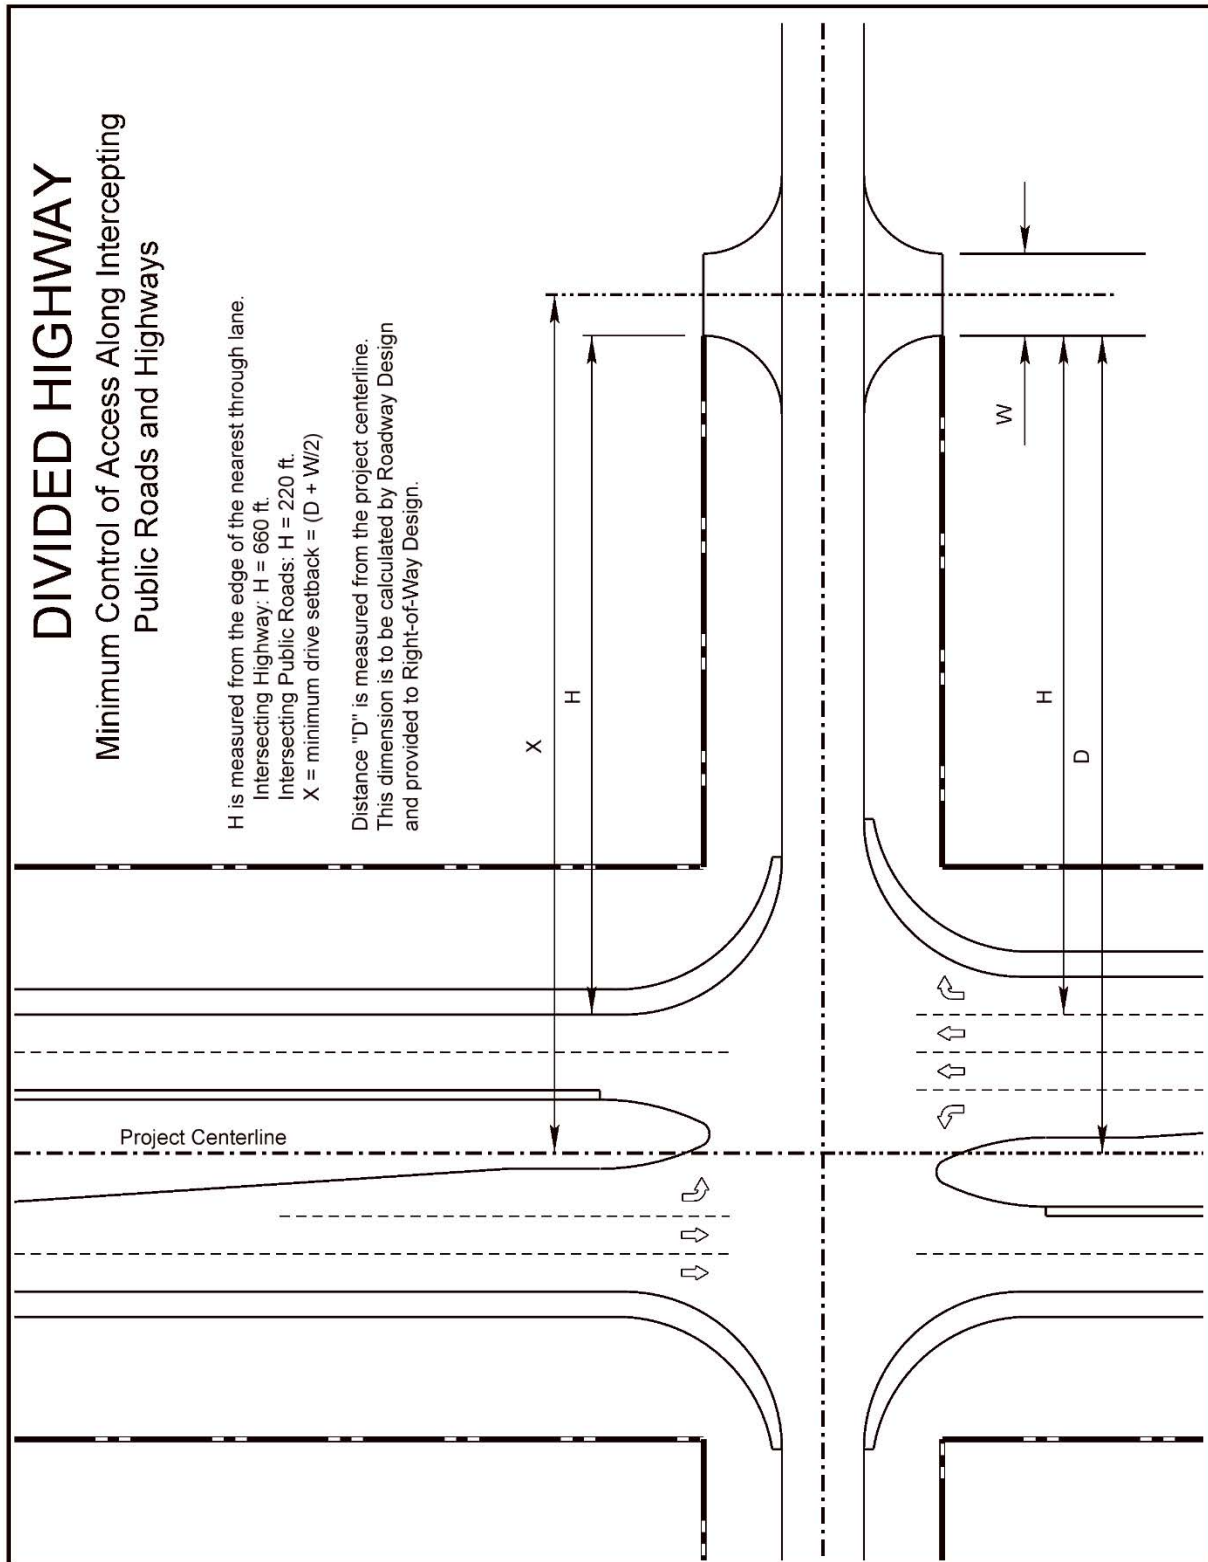 DIVIDED HIGHWAY
Minimum Control of Access Along Intercepting
Public Roads and Highways
H is measured from the edge of the nearest through lane.
Intersecting Highway: H = 660 ft.
Intersecting Public Roads: H = 220 ft.
X = minimum drive setback = (D + W/2)
Distance "D" is measured from the project centerline.
This dimension is to be calculated by Roadway Design
and provided to Right-of-Way Design.
X
H
W
H
D
Project Centerline